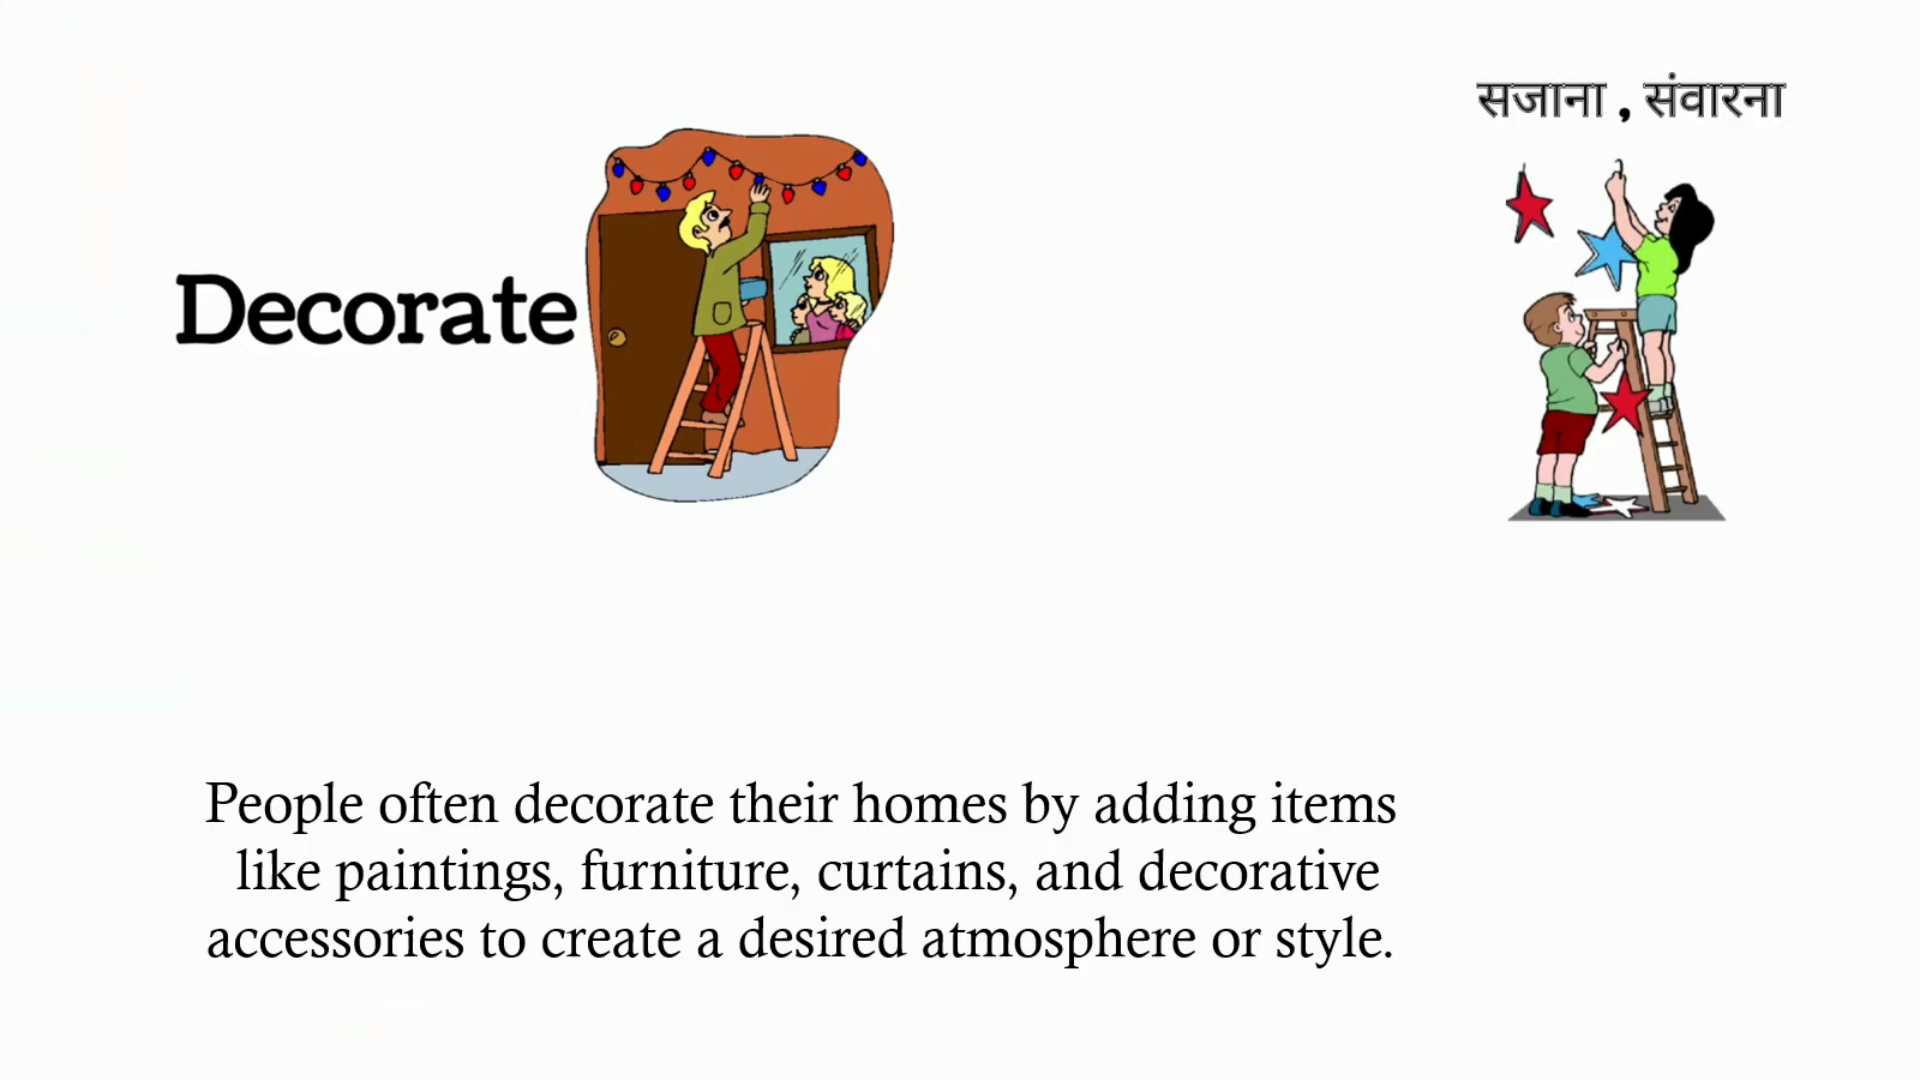 सजाना , संवारना
Decorate
People often decorate their homes by adding items
like paintings, furniture, curtains, and decorative
accessories to create a desired atmosphere or style.